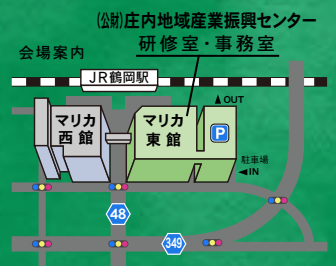 (公財)庄内地域産業振興センター
研修室・事務室
会場案内
JR鶴岡駅
OUT
マリカ
西館
マリカ
東館
P
駐車場
IN
48
349